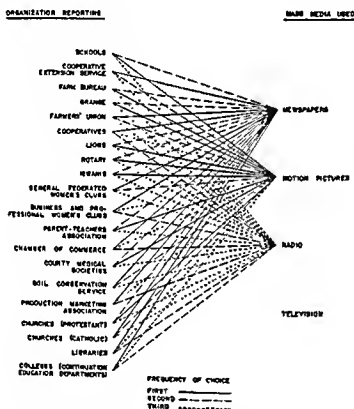 ORGANIZATION REPORTING
MASS MEDIA USED
SCHOOLS
COOPERATIVE
EXTENSION SERVICE
FARM BUREAU
GRANGE
FARMERS' UNION
COOPERATIVES
LIONS
ROTARY
KIWANIS
GENERAL FEDERATED
WOMEN'S CLUBS
BUSINESS AND PRO-
FESSIONAL WOMEN'S CLUBS
PARENT-TEACHERS
ASSOCIATION
CHAMBER OF COMMERCE
COUNTY MEDICAL
SOCIETIES
SOIL CONSERVATION
SERVICE
PRODUCTION MARKETING
ASSOCIATION
CHURCHES (PROTESTANT)
CHURCHES (CATHOLIC)
LIBRARIES
COLLEGES (CONTINUATION
EDUCATION DEPARTMENTS)
NEWSPAPERS
MOTION PICTURES
RADIO
TELEVISION
FREQUENCY OF CHOICE
FIRST
SECOND
THIRD